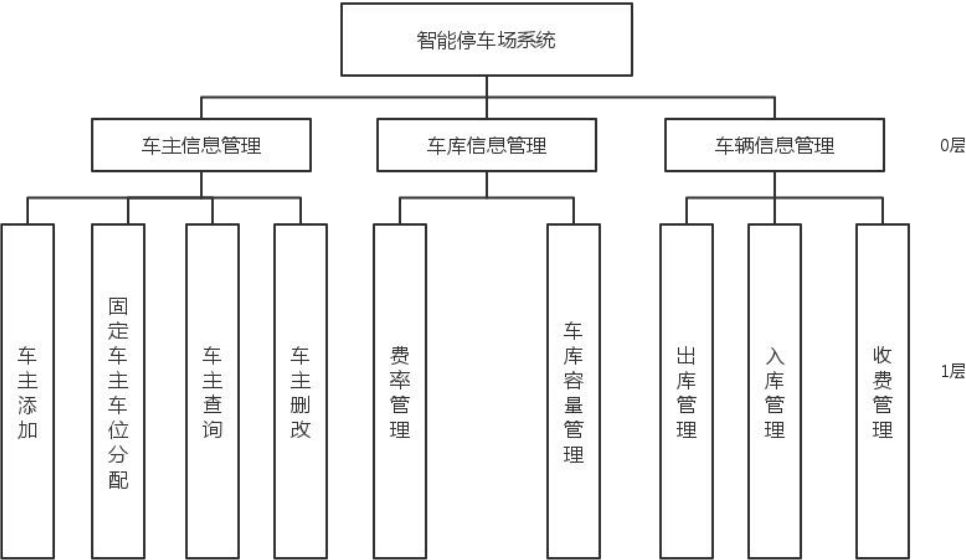 智能停车场系统
车主信息管理
车库信息管理
车辆信息管理
0层
车主添加
固定车主车位分配
车主查询
车主删改
费率管理
车库容量管理
出库管理
入库管理
收费管理
1层